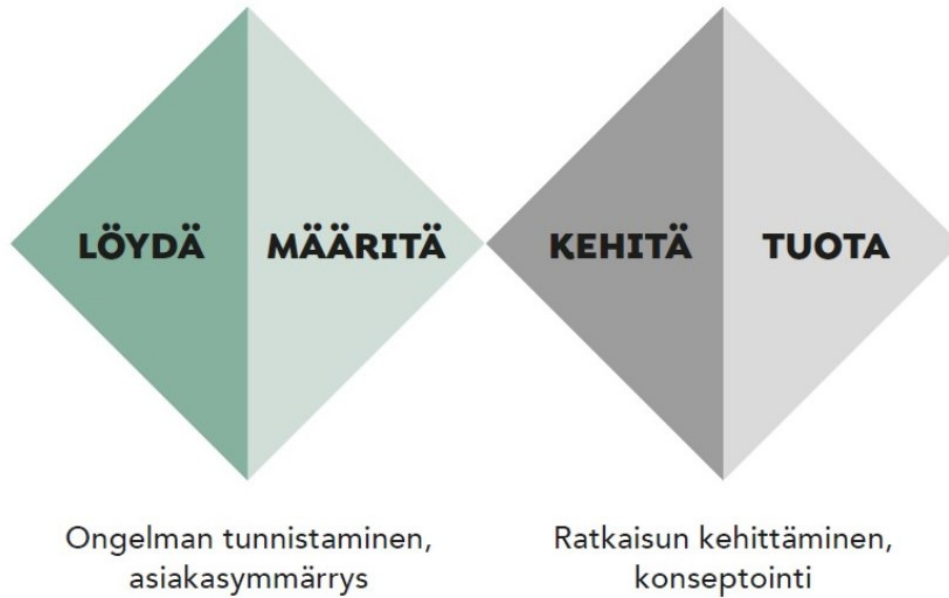 LÖYDÄ MÄÄRITÄ KEHITÄ TUOTA
Ongelman tunnistaminen,
asiakasymmärrys
Ratkaisun kehittäminen,
konseptointi